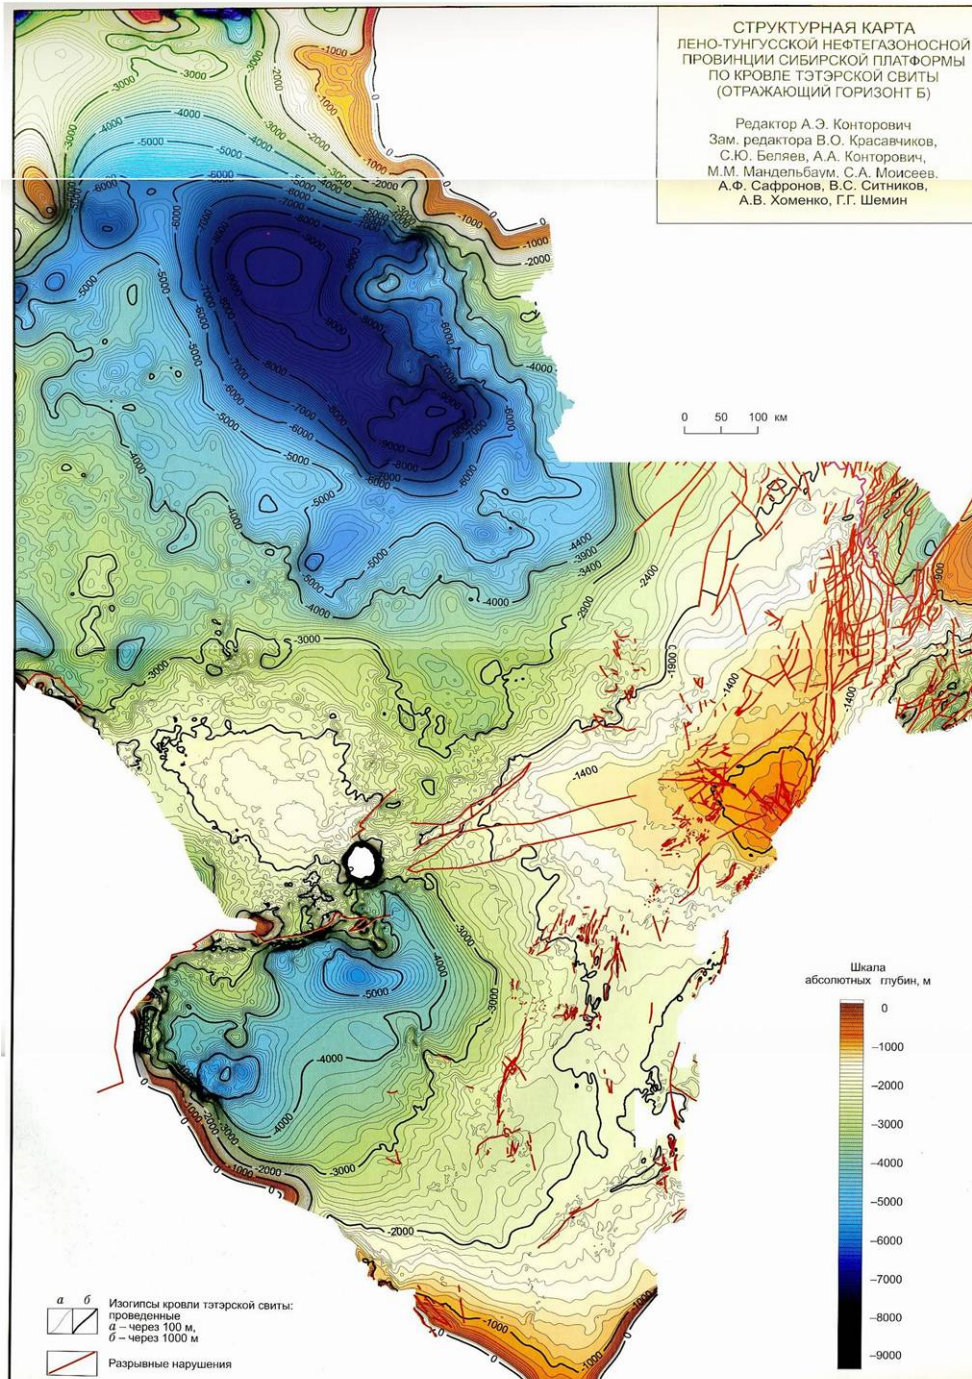 СТРУКТУРНАЯ КАРТА
ЛЕНО-ТУНГУССКОЙ НЕФТЕГАЗОНОСНОЙ
ПРОВИНЦИИ СИБИРСКОЙ ПЛАТФОРМЫ
ПО КРОВЛЕ ТЭТЭРСКОЙ СВИТЫ
(ОТРАЖАЮЩИЙ ГОРИЗОНТ Б)
Редактор А.Э. Конторович
Зам. редактора В.О. Красавчиков,
С.Ю. Беляев, А.А. Конторович,
М.М. Мандельбаум, С.А. Моисеев,
А.Ф. Сафронов, В.С. Ситников,
А.В. Хоменко, Г.Г. Шемин
0 50 100 км
-1000
-2000
-3000
-4000
-5000
-6000
-7000
-8000
-9000
-4400
-3900
-3400
-2900
-2400
-1900
-1400
-900
Шкала
абсолютных глубин, м
0
–1000
–2000
–3000
–4000
–5000
–6000
–7000
–8000
–9000
а б
Изогипсы кровли тэтэрской свиты:
проведенные
а – через 100 м,
б – через 1000 м
Разрывные нарушения